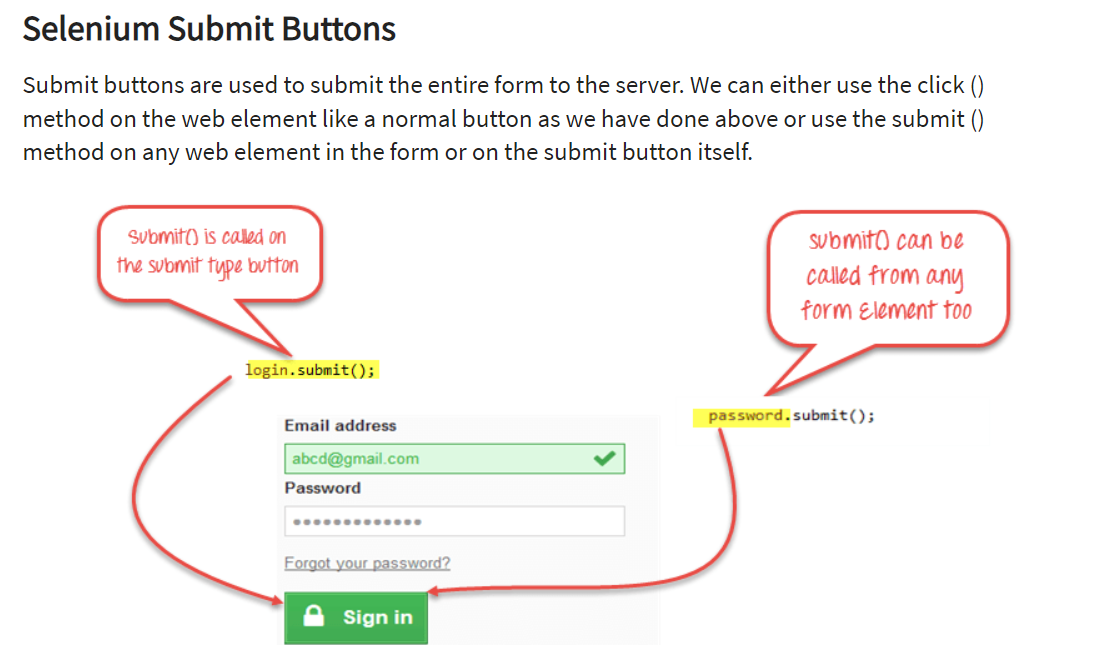 Selenium Submit Buttons
Submit buttons are used to submit the entire form to the server. We can either use the click ()
method on the web element like a normal button as we have done above or use the submit ()
method on any web element in the form or on the submit button itself.
Submit() is called on
the submit type button
submit() can be
called from any
form Element too
login.submit();
password.submit();
Email address
abcd@gmail.com
Password
•••••••••••••
Forgot your password?
Sign in